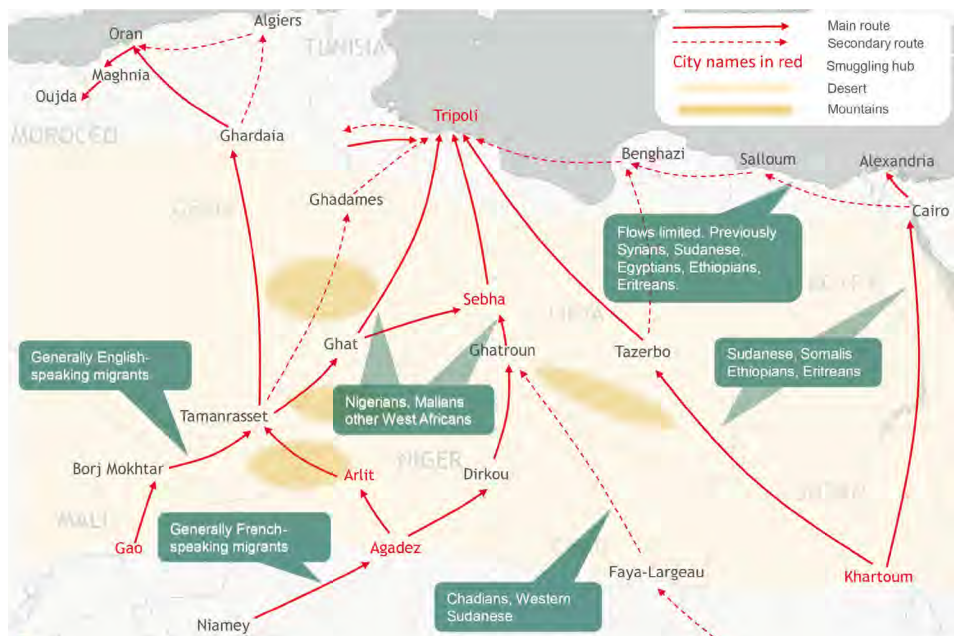 Algiers
Oran
TUNISIA
Main route
Secondary route
City names in red
Smuggling hub
Desert
Mountains
Maghnia
Oujda
MOROCCO
Ghardaia
Tripoli
Benghazi
Salloum
Alexandria
Ghadames
Cairo
Flows limited. Previously
Syrians, Sudanese,
Egyptians, Ethiopians,
Eritreans.
Sebha
Ghat
Ghatroun
Tazerbo
Generally English-
speaking migrants
Sudanese, Somalis
Ethiopians, Eritreans
Nigerians, Malians
other West Africans
Tamanrasset
NIGER
Borj Mokhtar
Arlit
Dirkou
MALI
Gao
Generally French-
speaking migrants
Agadez
Faya-Largeau
Khartoum
Chadians, Western
Sudanese
Niamey